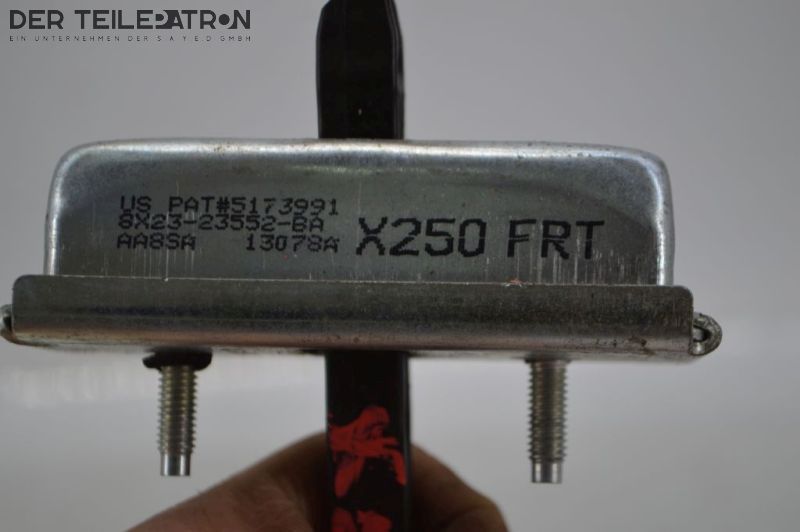 DER TEILEPATRON
EIN UNTERNEHMEN DER S A Y E D GMBH
US PAT#5173991
8X23-23552-BA
AA8SA 13078A
X250 FRT